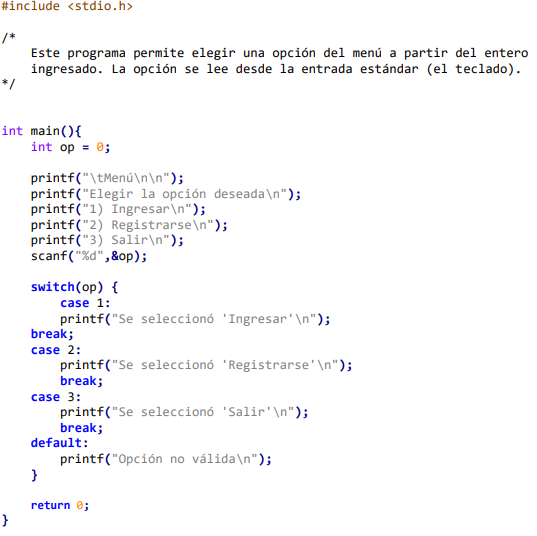 #include <stdio.h>
/*
    Este programa permite elegir una opción del menú a partir del entero
    ingresado. La opción se lee desde la entrada estándar (el teclado).
*/
int main(){
    int op = 0;
    printf("\tMenú\n\n");
    printf("Elegir la opción deseada\n");
    printf("1) Ingresar\n");
    printf("2) Registrarse\n");
    printf("3) Salir\n");
    scanf("%d",&op);
    switch(op) {
        case 1:
        printf("Se seleccionó 'Ingresar'\n");
    break;
    case 2:
        printf("Se seleccionó 'Registrarse'\n");
        break;
    case 3:
        printf("Se seleccionó 'Salir'\n");
        break;
    default:
        printf("Opción no válida\n");
    }
    return 0;
}